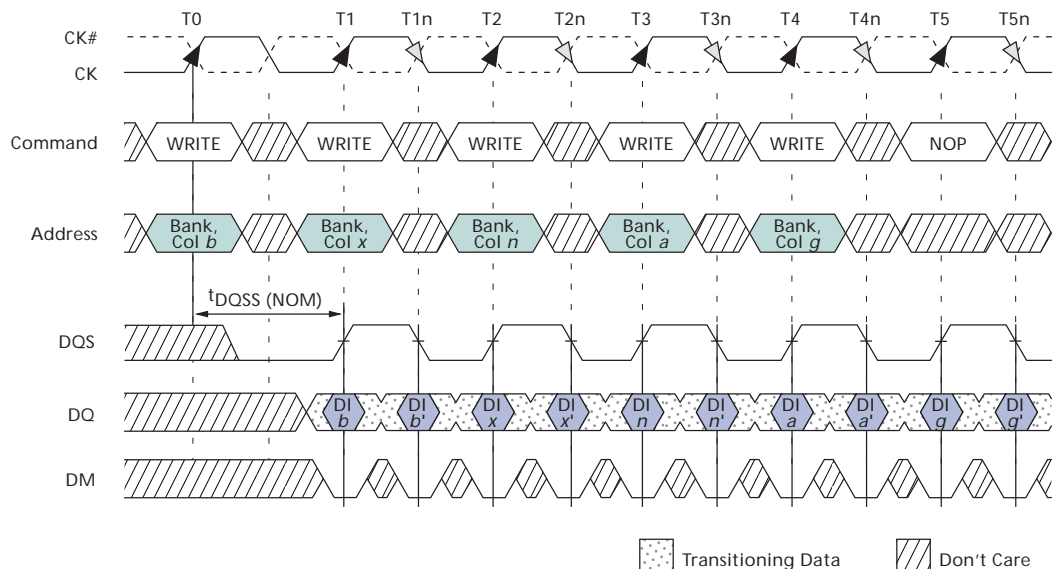 T0 T1 T1n T2 T2n T3 T3n T4 T4n T5 T5n
CK#
CK
Command WRITE WRITE WRITE WRITE WRITE NOP
Address
Bank, Col b
Bank, Col x
Bank, Col n
Bank, Col a
Bank, Col g
tDQSS (NOM)
DQS
DQ
DI b
DI b'
DI x
DI x'
DI n
DI n'
DI a
DI a'
DI g
DI g'
DM
Transitioning Data
Don't Care